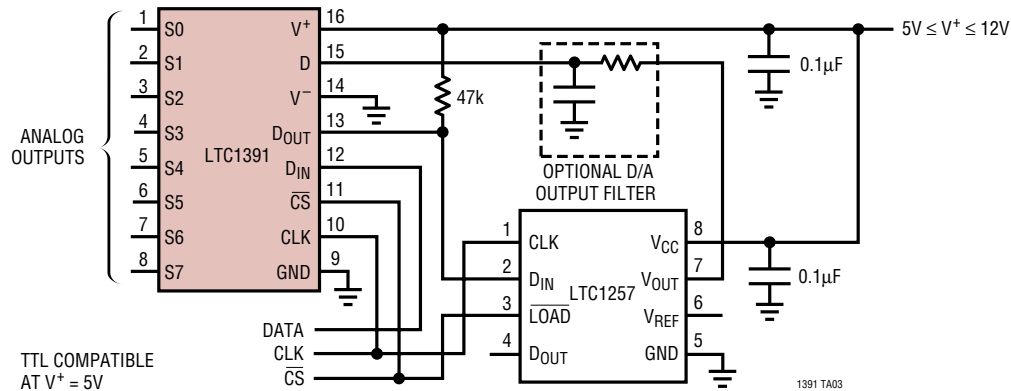 1 S0
2 S1
3 S2
4 S3
5 S4
6 S5
7 S6
8 S7
ANALOG
OUTPUTS
LTC1391
V⁺ 16
D 15
V⁻ 14
DOUT 13
DIN 12
CS 11
CLK 10
GND 9
47k
5V ≤ V⁺ ≤ 12V
0.1µF
OPTIONAL D/A
OUTPUT FILTER
1 CLK
2 DIN
3 LOAD
4 DOUT
LTC1257
VCC 8
VOUT 7
VREF 6
GND 5
0.1µF
DATA
CLK
CS
TTL COMPATIBLE
AT V⁺ = 5V
1391 TA03